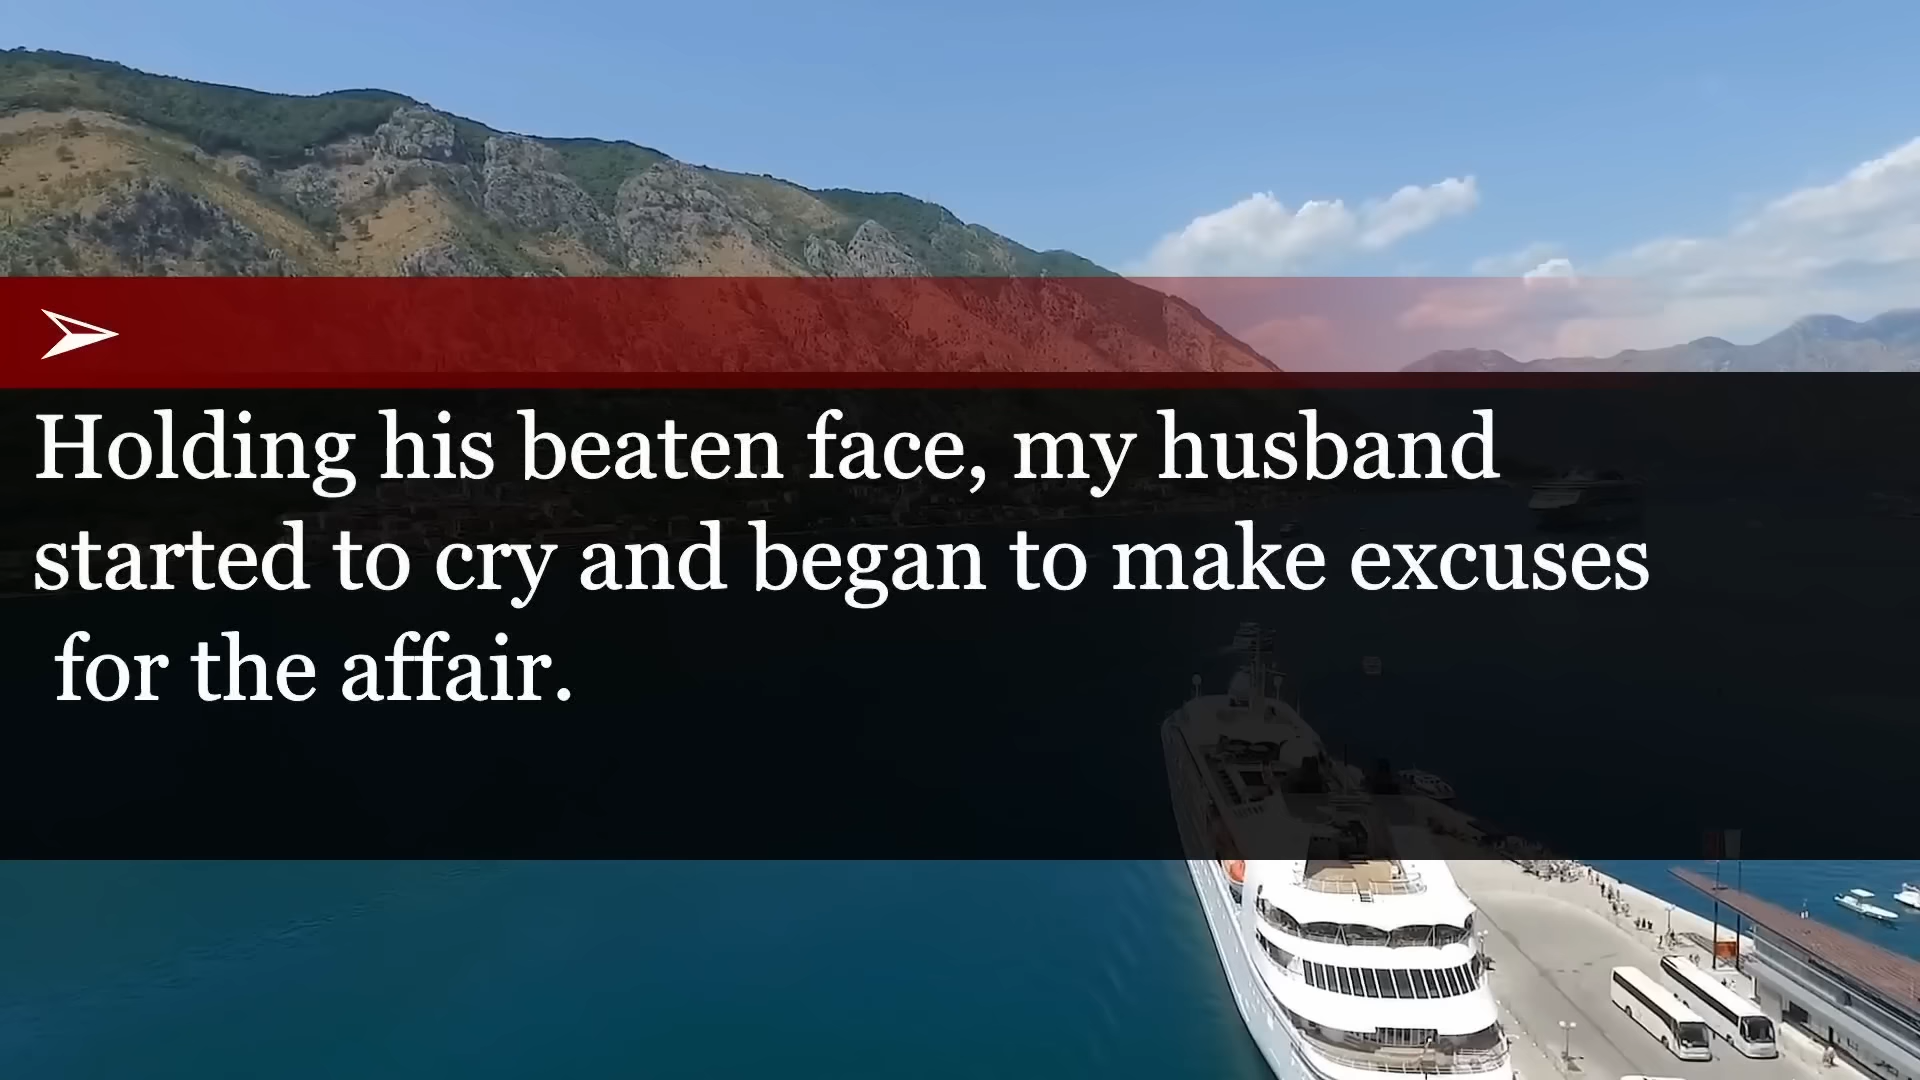 Holding his beaten face, my husband
started to cry and began to make excuses
for the affair.